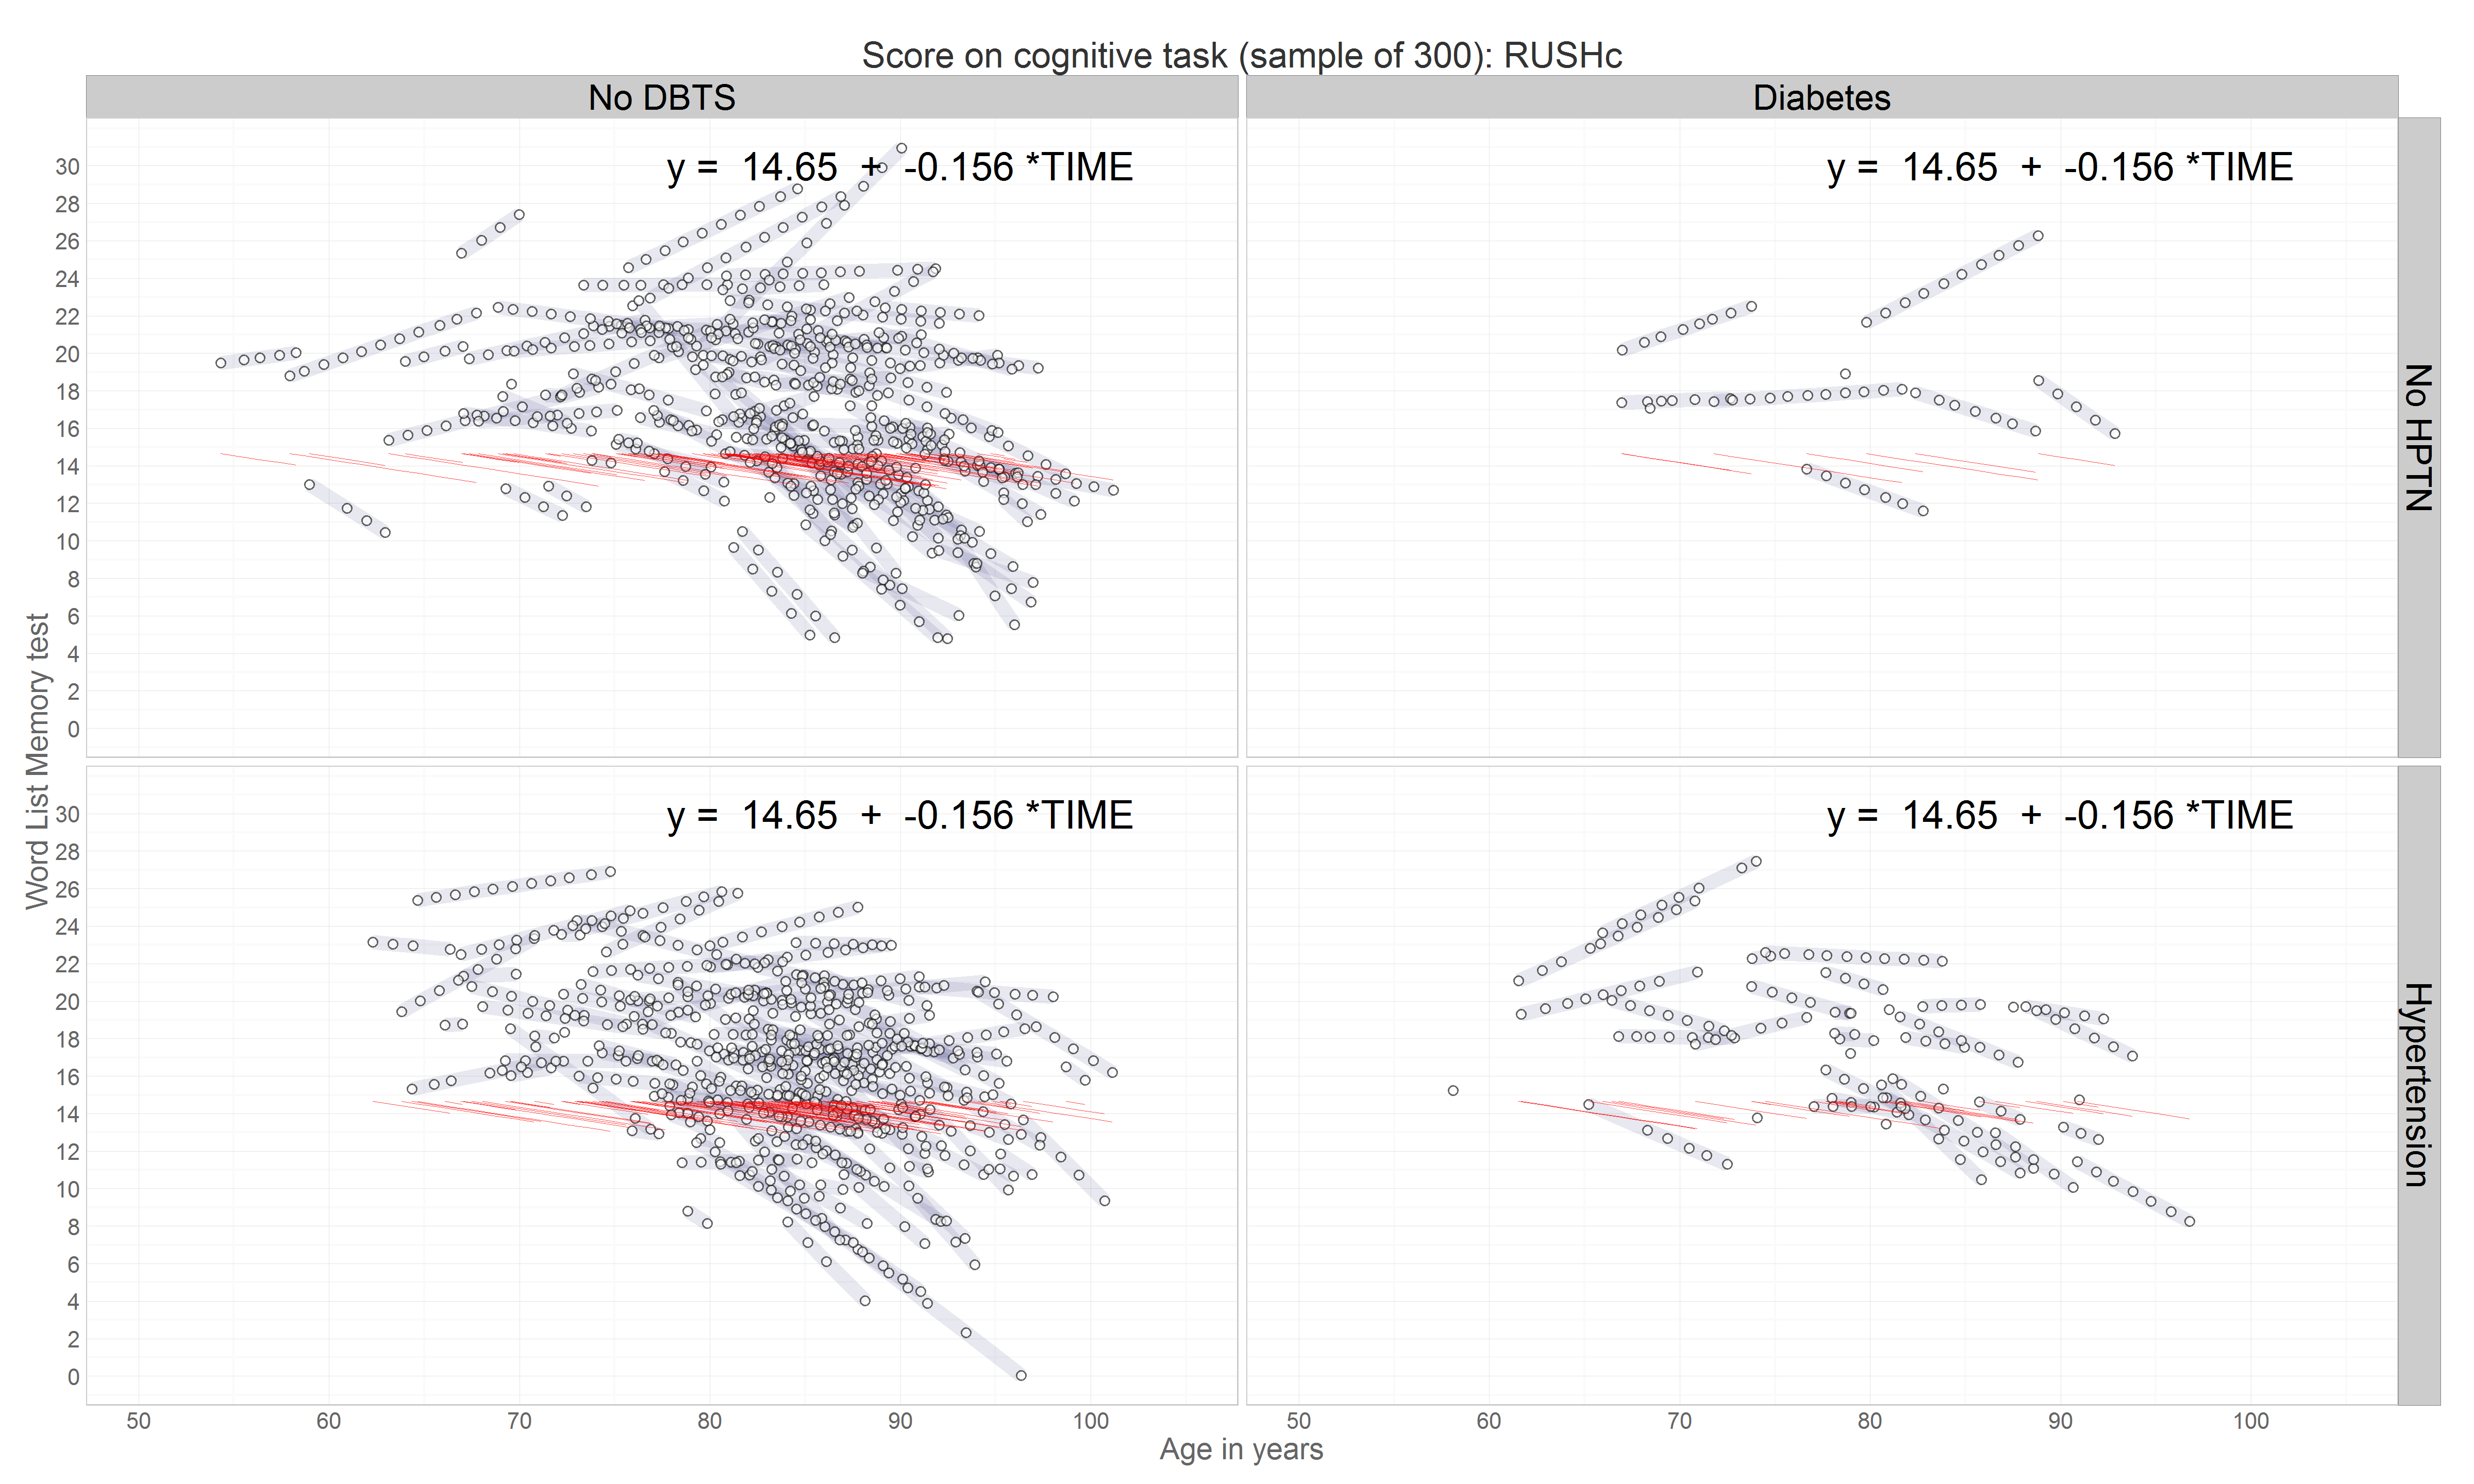 Score on cognitive task (sample of 300): RUSHc
No DBTS
Diabetes
y = 14.65 + -0.156 *TIME
y = 14.65 + -0.156 *TIME
No HPTN
30
28
26
24
22
20
18
16
14
12
10
8
6
4
2
0
Word List Memory test
y = 14.65 + -0.156 *TIME
y = 14.65 + -0.156 *TIME
Hypertension
30
28
26
24
22
20
18
16
14
12
10
8
6
4
2
0
50 60 70 80 90 100 50 60 70 80 90 100
Age in years